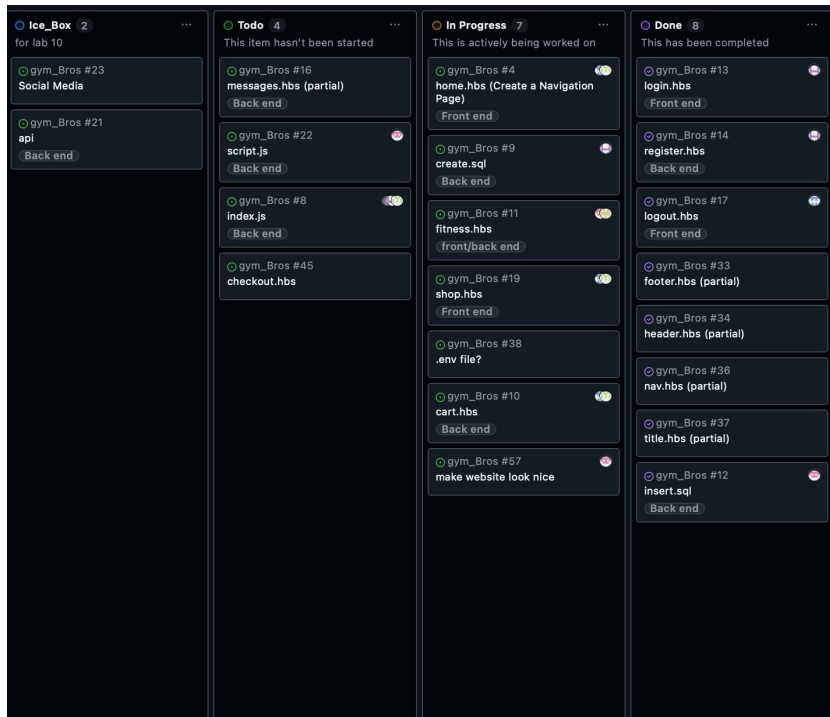 Ice_Box 2
for lab 10
gym_Bros #23
Social Media
gym_Bros #21
api
Back end
Todo 4
This item hasn't been started
gym_Bros #16
messages.hbs (partial)
Back end
gym_Bros #22
script.js
Back end
gym_Bros #8
index.js
Back end
gym_Bros #45
checkout.hbs
In Progress 7
This is actively being worked on
gym_Bros #4
home.hbs (Create a Navigation
Page)
Front end
gym_Bros #9
create.sql
Back end
gym_Bros #11
fitness.hbs
front/back end
gym_Bros #19
shop.hbs
Front end
gym_Bros #38
.env file?
gym_Bros #10
cart.hbs
Back end
gym_Bros #57
make website look nice
Done 8
This has been completed
gym_Bros #13
login.hbs
Front end
gym_Bros #14
register.hbs
Back end
gym_Bros #17
logout.hbs
Front end
gym_Bros #33
footer.hbs (partial)
gym_Bros #34
header.hbs (partial)
gym_Bros #36
nav.hbs (partial)
gym_Bros #37
title.hbs (partial)
gym_Bros #12
insert.sql
Back end